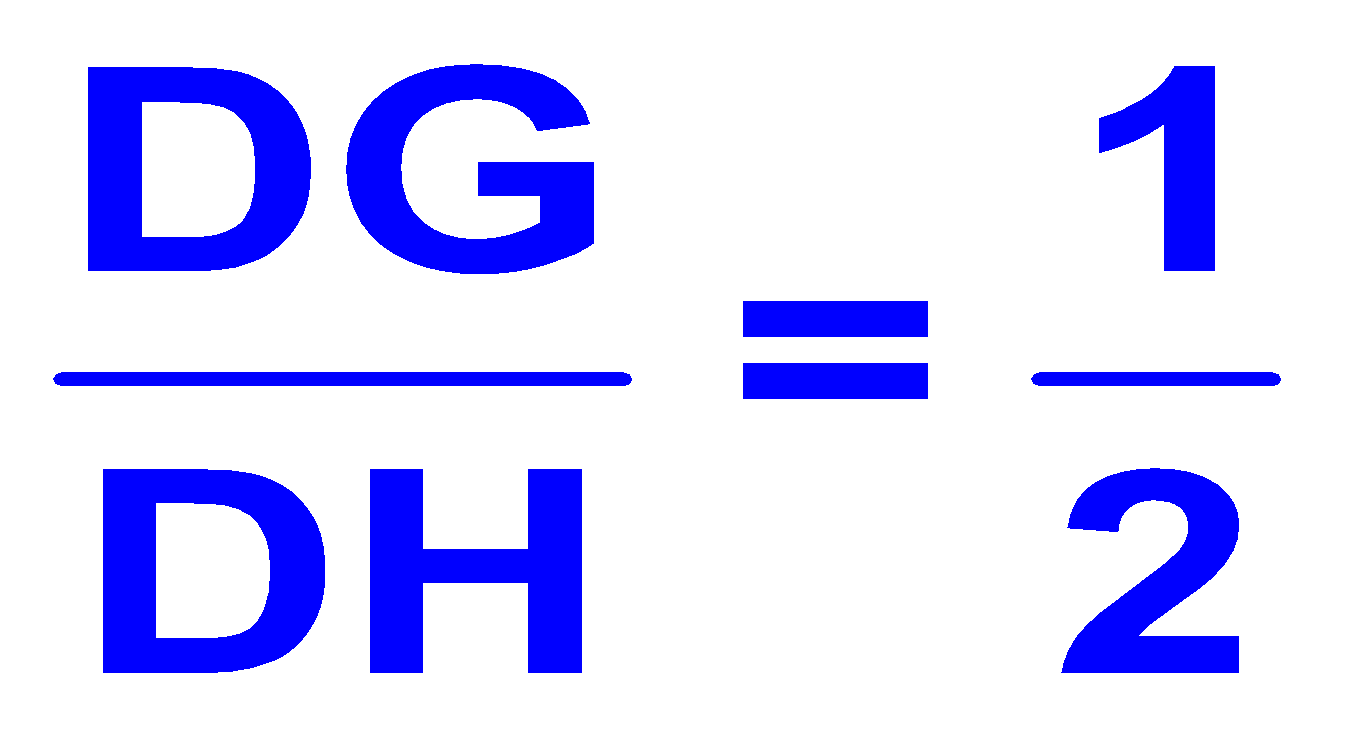 DG
= 1
DH
2